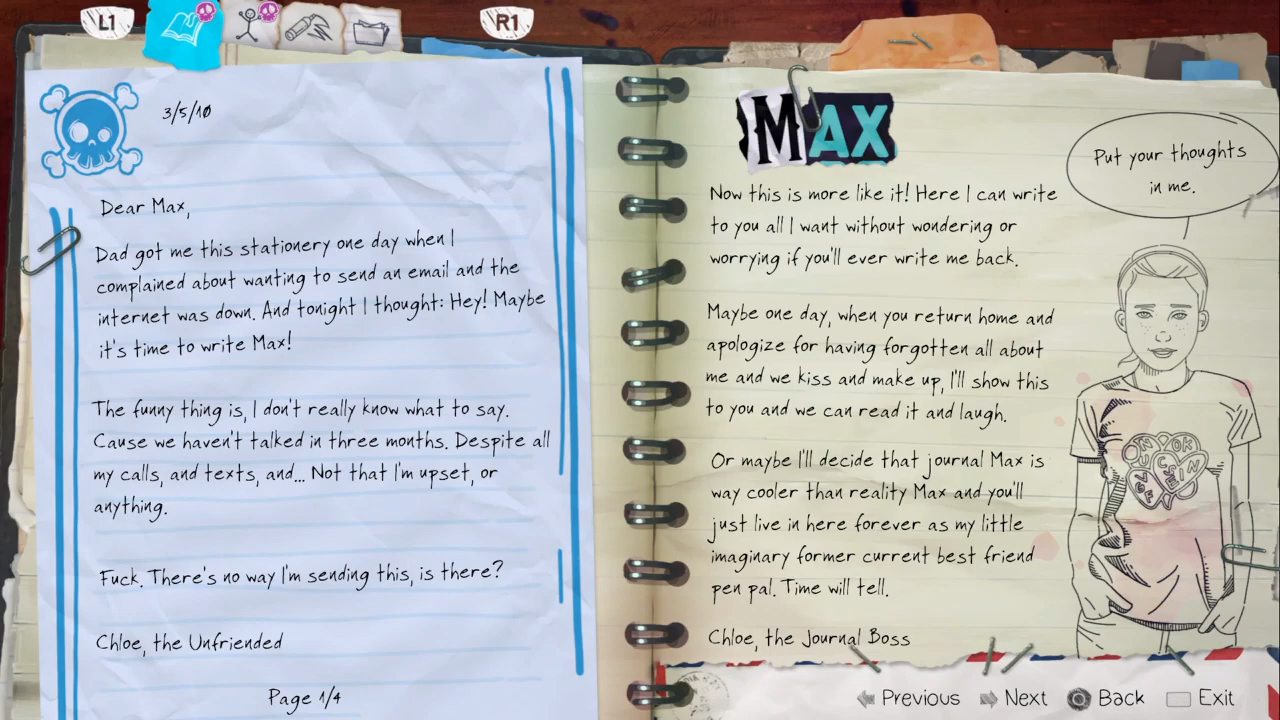 L1
R1
3/5/10
Dear Max,
Dad got me this stationery one day when I
complained about wanting to send an email and the
internet was down. And tonight I thought: Hey! Maybe
it's time to write Max!
The funny thing is, I don't really know what to say.
Cause we haven't talked in three months. Despite all
my calls, and texts, and... Not that I'm upset, or
anything.
Fuck. There's no way I'm sending this, is there?
Chloe, the Unfriended
Page 1/4
MAX
Now this is more like it! Here I can write
to you all I want without wondering or
worrying if you'll ever write me back.
Maybe one day, when you return home and
apologize for having forgotten all about
me and we kiss and make up, I'll show this
to you and we can read it and laugh.
Or maybe I'll decide that journal Max is
way cooler than reality Max and you'll
just live in here forever as my little
imaginary former current best friend
pen pal. Time will tell.
Chloe, the Journal Boss
Put your thoughts
in me.
Previous
Next
Back
Exit